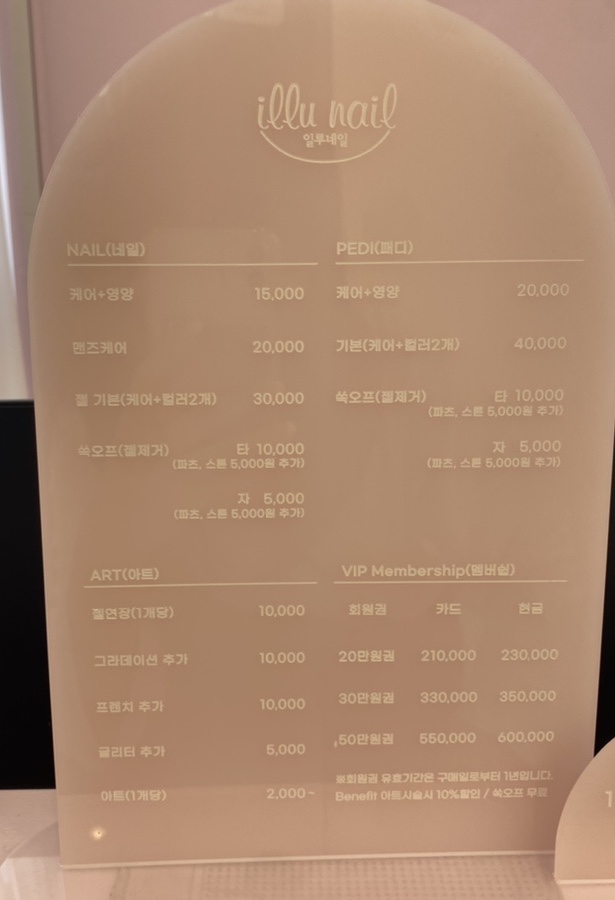 illu nail
일루네일
NAIL(네일)
케어+영양 15,000
맨즈케어 20,000
젤 기본(케어+컬러2개) 30,000
쏙오프(젤제거) 타 10,000
(파츠, 스톤 5,000원 추가)
자 5,000
(파츠, 스톤 5,000원 추가)
PEDI(패디)
케어+영양 20,000
기본(케어+컬러2개) 40,000
쏙오프(젤제거) 타 10,000
(파츠, 스톤 5,000원 추가)
자 5,000
(파츠, 스톤 5,000원 추가)
ART(아트)
젤연장(1개당) 10,000
그라데이션 추가 10,000
프렌치 추가 10,000
글리터 추가 5,000
아트(1개당) 2,000~
VIP Membership(멤버쉽)
회원권 카드 현금
20만원권 210,000 230.000
30만원권 330,000 350,000
50만원권 550,000 600,000
※회원권 유효기간은 구매일로부터 1년입니다.
Benefit 아트시술시 10%할인 / 쏙오프 무료
1